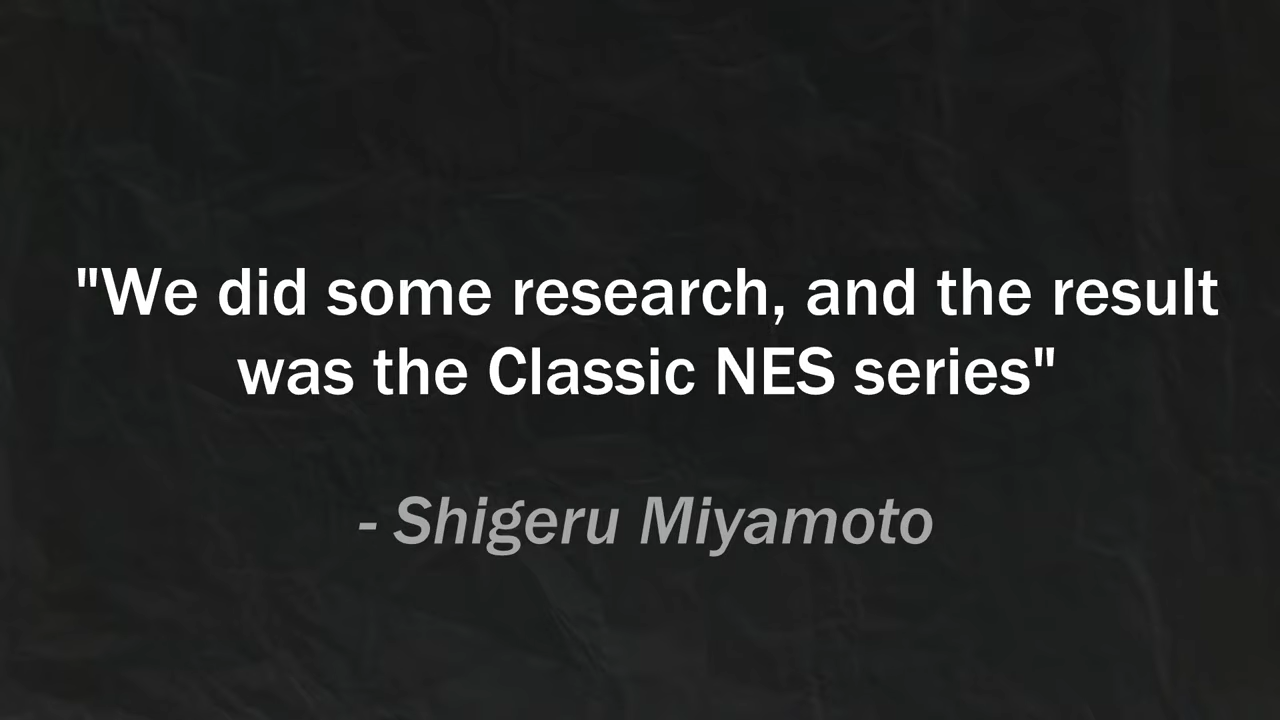 "We did some research, and the result
was the Classic NES series"
- Shigeru Miyamoto